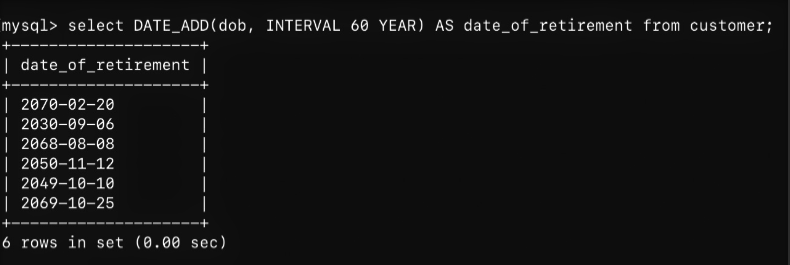 mysql> select DATE_ADD(dob, INTERVAL 60 YEAR) AS date_of_retirement from customer;
+--------------------+
| date_of_retirement |
+--------------------+
| 2070-02-20         |
| 2030-09-06         |
| 2068-08-08         |
| 2050-11-12         |
| 2049-10-10         |
| 2069-10-25         |
+--------------------+
6 rows in set (0.00 sec)